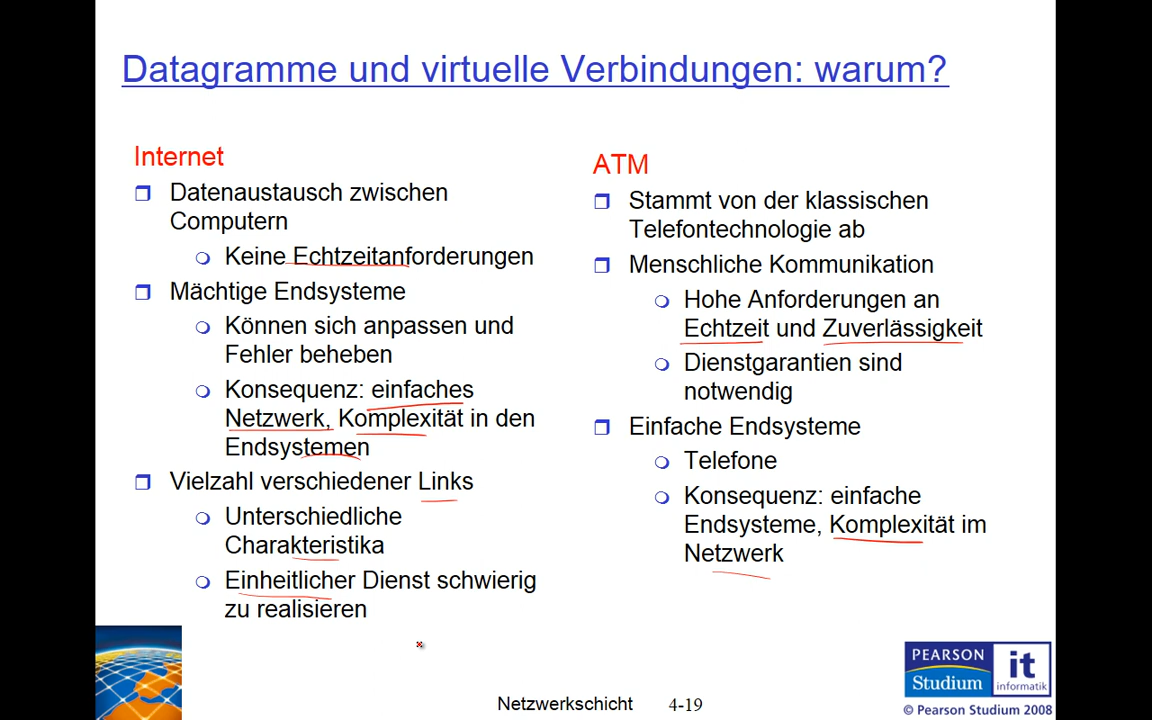 Datagramme und virtuelle Verbindungen: warum?
Internet
Datenaustausch zwischen
Computern
Keine Echtzeitanforderungen
Mächtige Endsysteme
Können sich anpassen und
Fehler beheben
Konsequenz: einfaches
Netzwerk, Komplexität in den
Endsystemen
Vielzahl verschiedener Links
Unterschiedliche
Charakteristika
Einheitlicher Dienst schwierig
zu realisieren
ATM
Stammt von der klassischen
Telefontechnologie ab
Menschliche Kommunikation
Hohe Anforderungen an
Echtzeit und Zuverlässigkeit
Dienstgarantien sind
notwendig
Einfache Endsysteme
Telefone
Konsequenz: einfache
Endsysteme, Komplexität im
Netzwerk
Netzwerkschicht 4-19
PEARSON
Studium
it
informatik
© Pearson Studium 2008